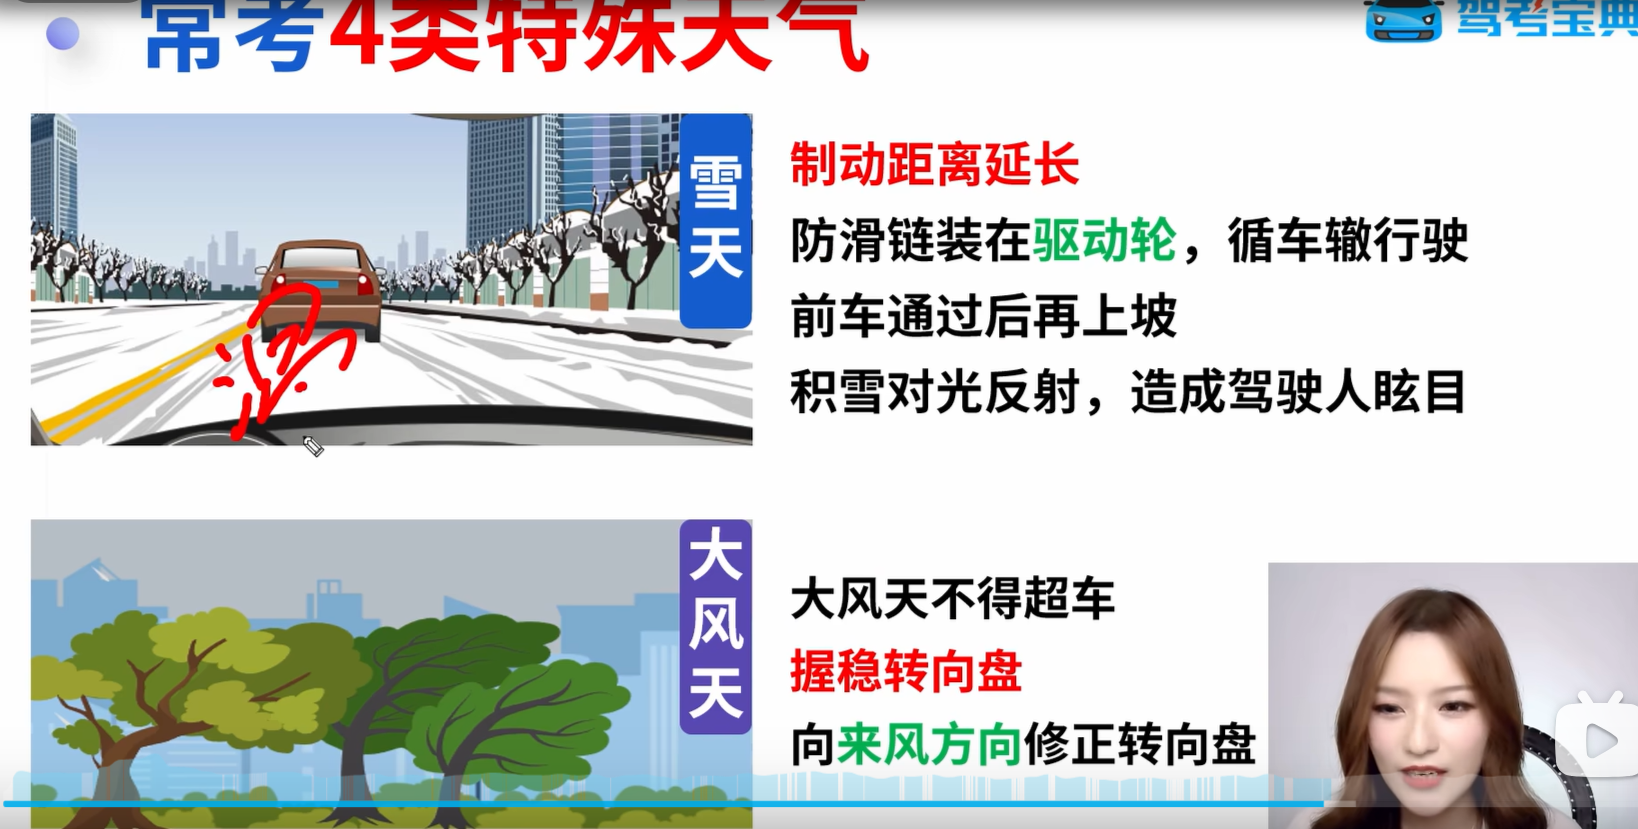 常考4类特殊天气
驾考宝典
雪天
制动距离延长
防滑链装在驱动轮，循车辙行驶
前车通过后再上坡
积雪对光反射，造成驾驶人眩目
大风天
大风天不得超车
握稳转向盘
向来风方向修正转向盘